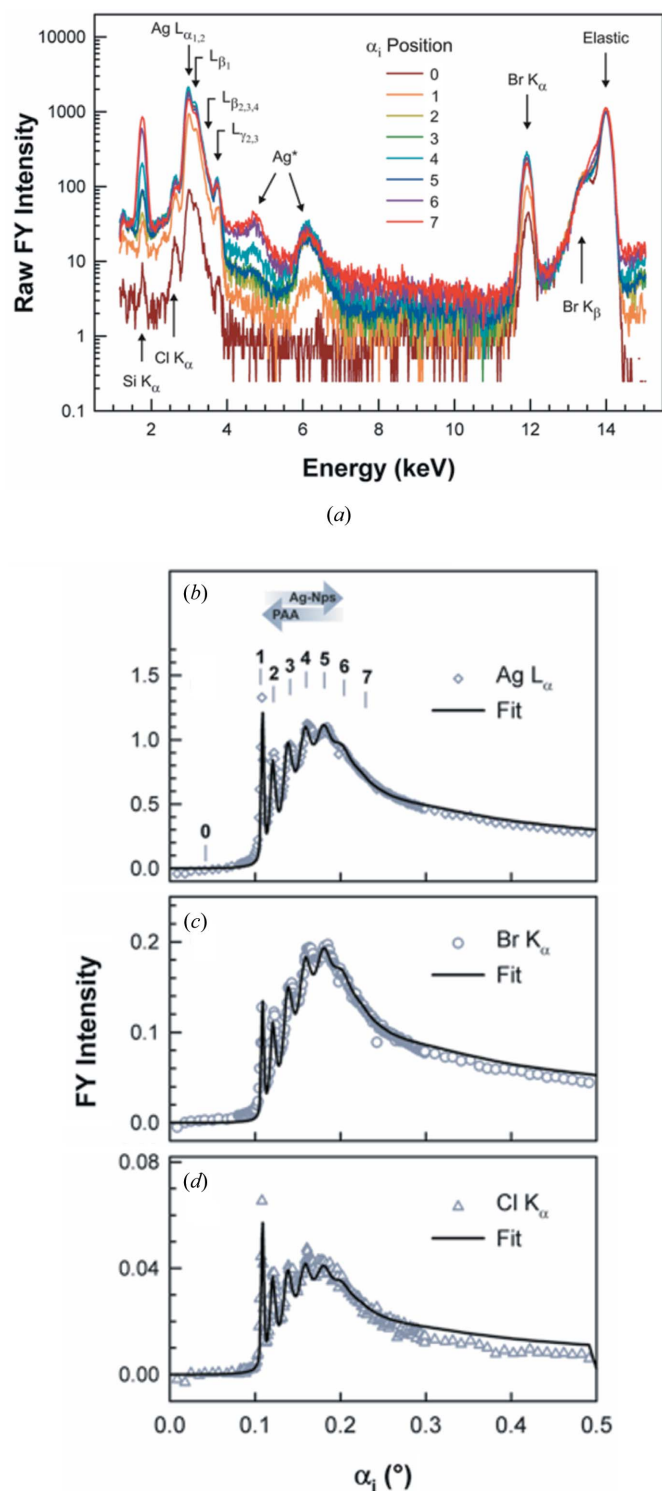 Ag Lα1,2
Lβ1
Lβ2,3,4
Lγ2,3
Ag*
αi Position
0
1
2
3
4
5
6
7
Br Kα
Elastic
Br Kβ
Si Kα
Cl Kα
Raw FY Intensity
10000
1000
100
10
1
0.1
2 4 6 8 10 12 14
Energy (keV)
(a)
(b)
Ag-Nps
PAA
0 1 2 3 4 5 6 7
Ag Lα
Fit
1.5
1.0
0.5
0.0
(c)
Br Kα
Fit
0.2
0.1
0.0
FY Intensity
(d)
Cl Kα
Fit
0.08
0.04
0.00
0.0 0.1 0.2 0.3 0.4 0.5
αi (°)